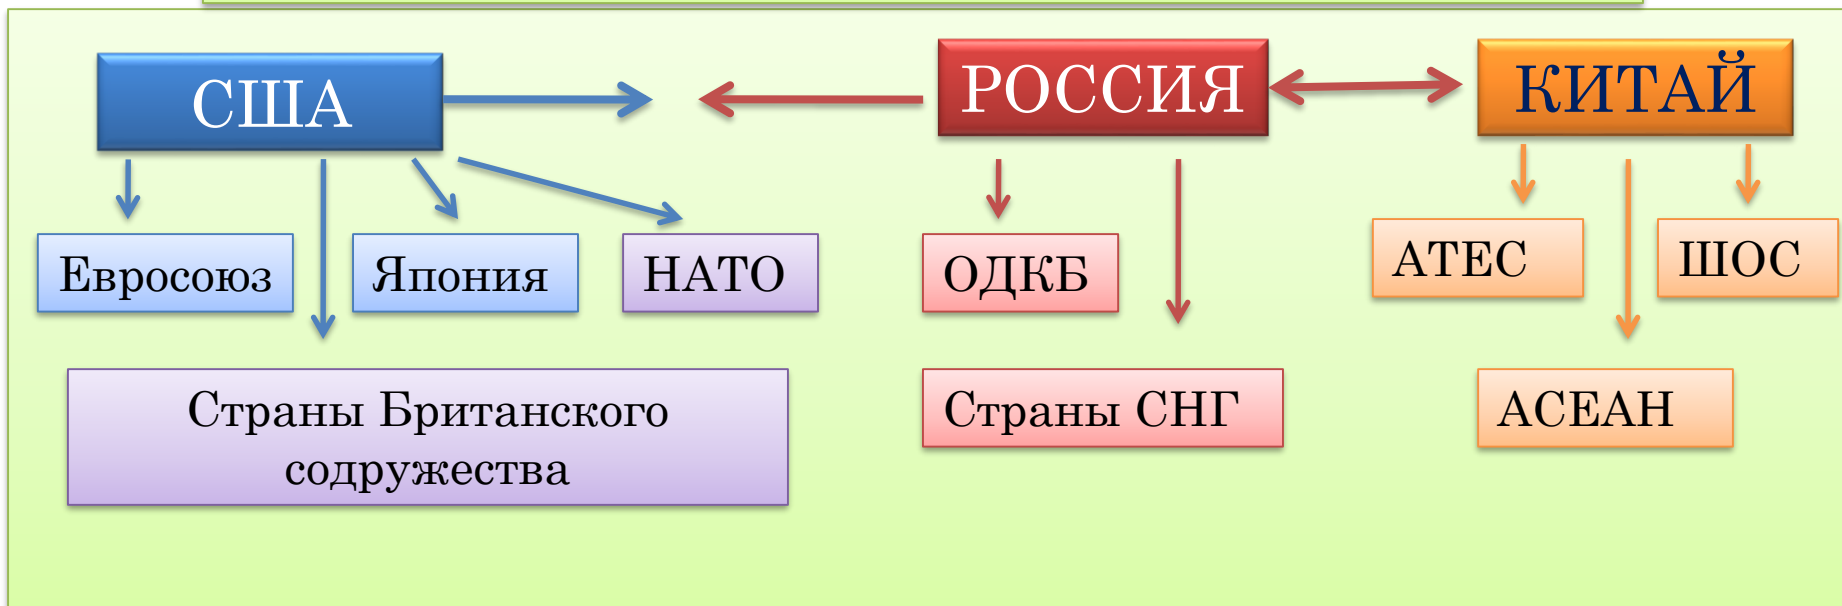 США
РОССИЯ
КИТАЙ
Евросоюз
Япония
НАТО
ОДКБ
АТЕС
ШОС
Страны Британского
содружества
Страны СНГ
АСЕАН